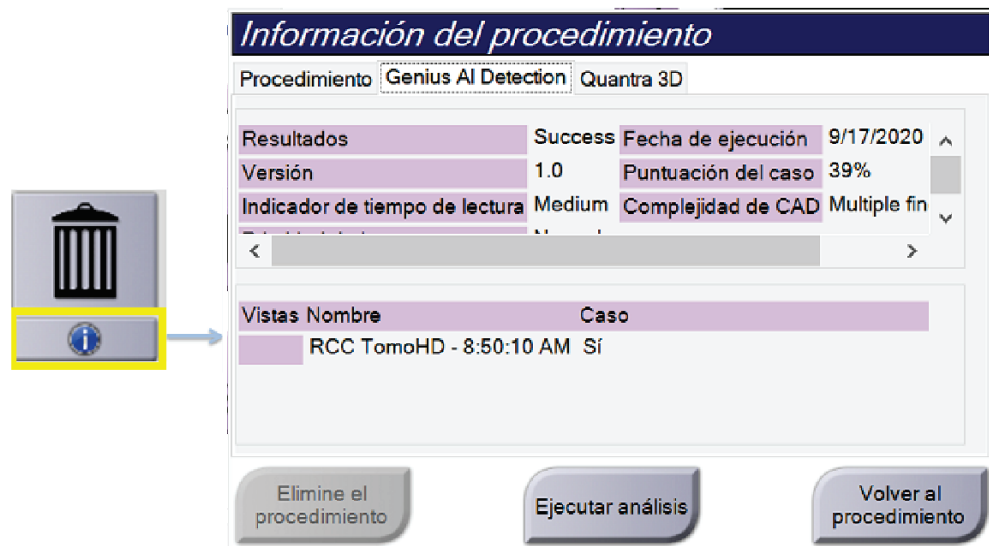 Información del procedimiento
Procedimiento Genius AI Detection Quantra 3D
Resultados Success Fecha de ejecución 9/17/2020
Versión 1.0 Puntuación del caso 39%
Indicador de tiempo de lectura Medium Complejidad de CAD Multiple fin
Vistas Nombre Caso
RCC TomoHD - 8:50:10 AM Sí
Elimine el
procedimiento
Ejecutar análisis
Volver al
procedimiento